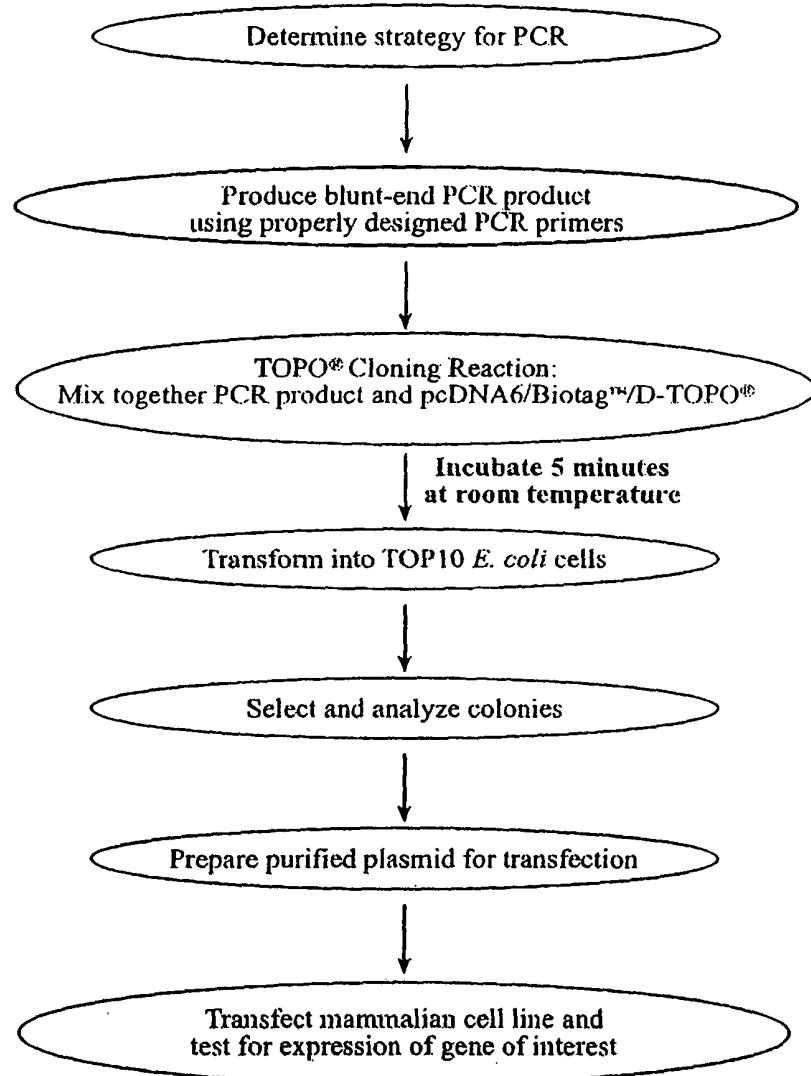 Determine strategy for PCR
Produce blunt-end PCR product
using properly designed PCR primers
TOPO® Cloning Reaction:
Mix together PCR product and pcDNA6/Biotag™/D-TOPO®
Incubate 5 minutes
at room temperature
Transform into TOP10 E. coli cells
Select and analyze colonies
Prepare purified plasmid for transfection
Transfect mammalian cell line and
test for expression of gene of interest